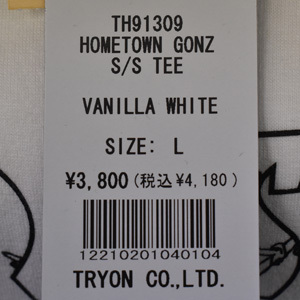 TH91309
HOMETOWN GONZ
S/S TEE
VANILLA WHITE
SIZE: L
¥3,800(税込¥4,180)
12210201040104
TRYON CO.,LTD.